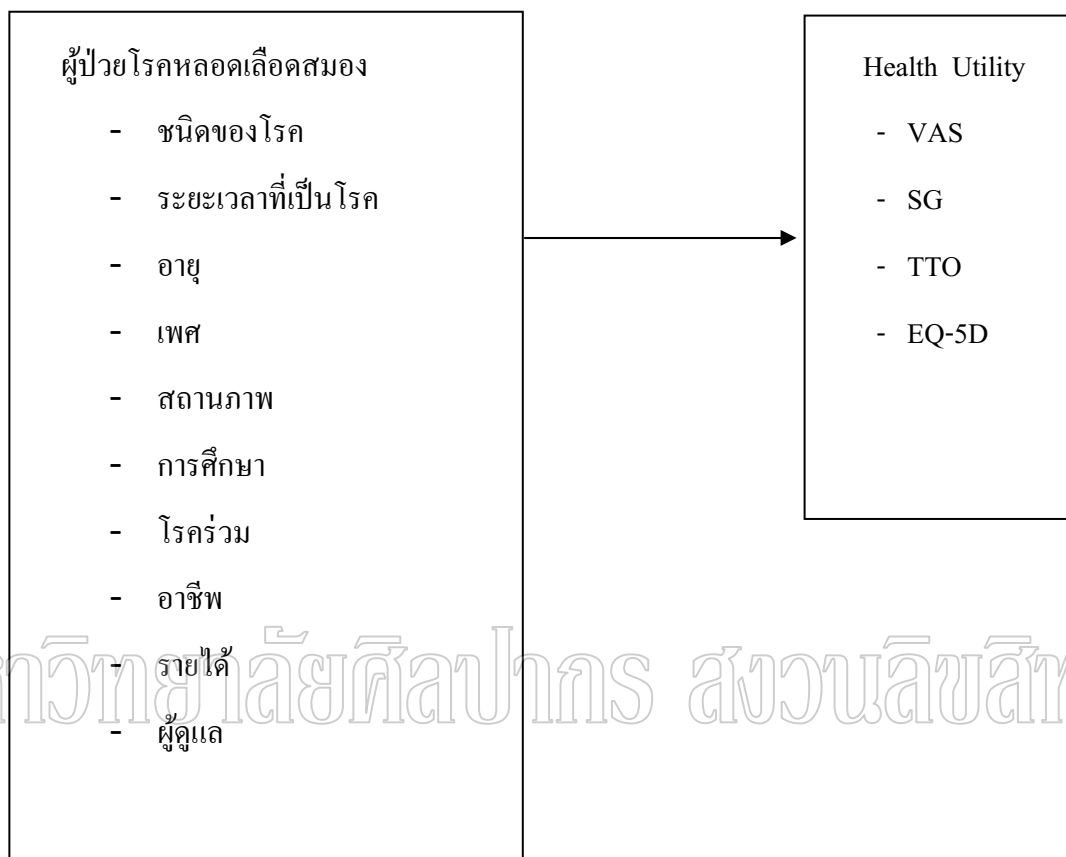 ผู้ป่วยโรคหลอดเลือดสมอง
- ชนิดของโรค
- ระยะเวลาที่เป็นโรค
- อายุ
- เพศ
- สถานภาพ
- การศึกษา
- โรคร่วม
- อาชีพ
- รายได้
- ผู้ดูแล
Health Utility
- VAS
- SG
- TTO
- EQ-5D
าวิทยาลัยศิลปากร สงวนลิขสิท